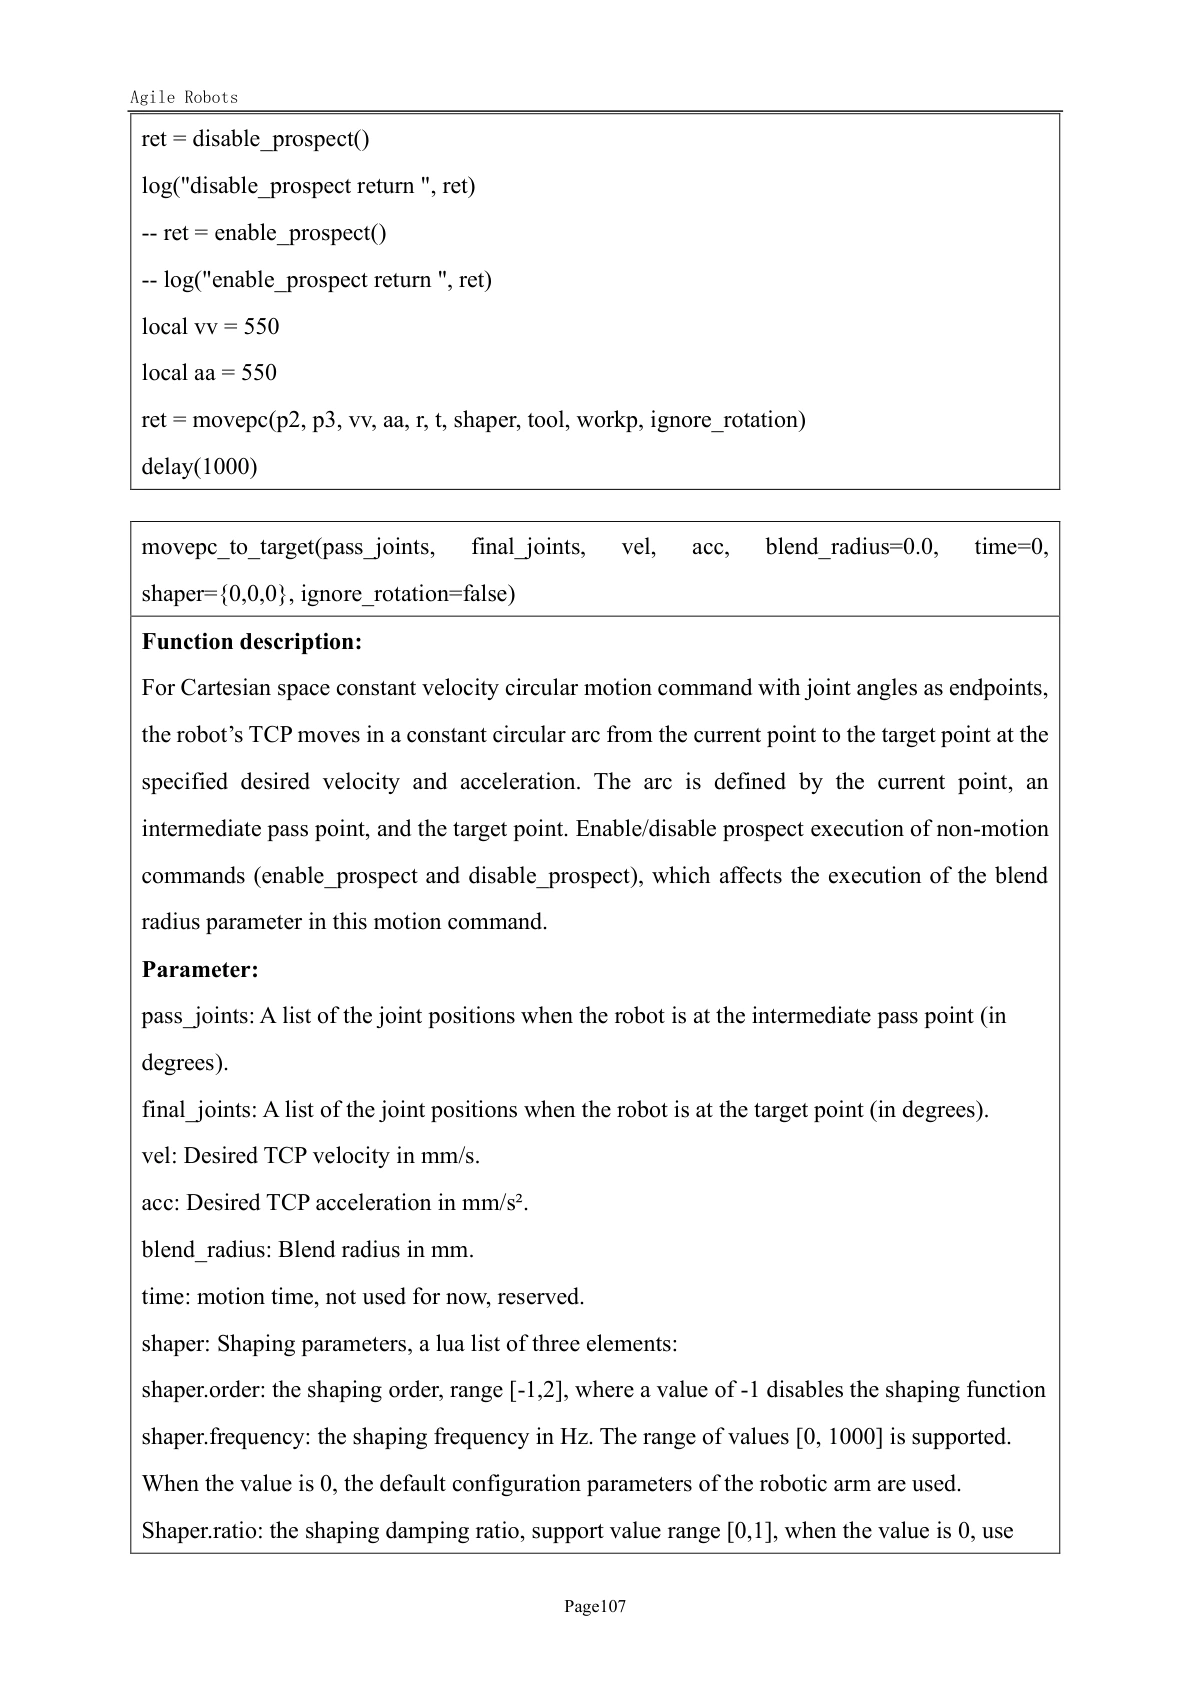 Agile Robots
ret = disable_prospect()
log("disable_prospect return ", ret)
-- ret = enable_prospect()
-- log("enable_prospect return ", ret)
local vv = 550
local aa = 550
ret = movepc(p2, p3, vv, aa, r, t, shaper, tool, workp, ignore_rotation)
delay(1000)
movepc_to_target(pass_joints, final_joints, vel, acc, blend_radius=0.0, time=0,
shaper={0,0,0}, ignore_rotation=false)
Function description:
For Cartesian space constant velocity circular motion command with joint angles as endpoints,
the robot’s TCP moves in a constant circular arc from the current point to the target point at the
specified desired velocity and acceleration. The arc is defined by the current point, an
intermediate pass point, and the target point. Enable/disable prospect execution of non-motion
commands (enable_prospect and disable_prospect), which affects the execution of the blend
radius parameter in this motion command.
Parameter:
pass_joints: A list of the joint positions when the robot is at the intermediate pass point (in
degrees).
final_joints: A list of the joint positions when the robot is at the target point (in degrees).
vel: Desired TCP velocity in mm/s.
acc: Desired TCP acceleration in mm/s².
blend_radius: Blend radius in mm.
time: motion time, not used for now, reserved.
shaper: Shaping parameters, a lua list of three elements:
shaper.order: the shaping order, range [-1,2], where a value of -1 disables the shaping function
shaper.frequency: the shaping frequency in Hz. The range of values [0, 1000] is supported.
When the value is 0, the default configuration parameters of the robotic arm are used.
Shaper.ratio: the shaping damping ratio, support value range [0,1], when the value is 0, use
Page107